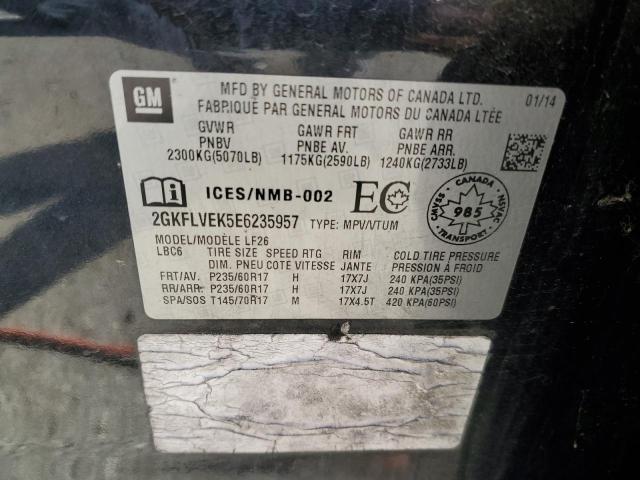 GM
MFD BY GENERAL MOTORS OF CANADA LTD. 01/14
FABRIQUÉ PAR GENERAL MOTORS DU CANADA LTÉE
GVWR GAWR FRT GAWR RR
PNBV PNBE AV. PNBE ARR.
2300KG(5070LB) 1175KG(2590LB) 1240KG(2733LB)
ICES/NMB-002 EC
2GKFLVEK5E6235957 TYPE: MPV/VTUM
CANADA
985
TRANSPORT
MODEL/MODÈLE LF26
LBC6 TIRE SIZE SPEED RTG RIM COLD TIRE PRESSURE
DIM. PNEU COTE VITESSE JANTE PRESSION À FROID
FRT/AV. P235/60R17 H 17X7J 240 KPA(35PSI)
RR/ARR. P235/60R17 H 17X7J 240 KPA(35PSI)
SPA/SOS T145/70R17 M 17X4.5T 420 KPA(60PSI)